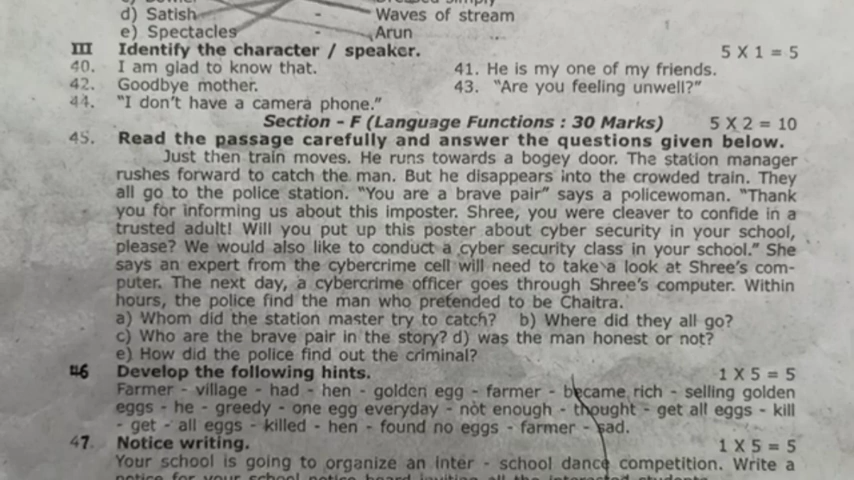 d) Satish - Waves of stream
e) Spectacles - Arun
III Identify the character / speaker. 5 X 1 = 5
40. I am glad to know that. 41. He is my one of my friends.
42. Goodbye mother. 43. "Are you feeling unwell?"
44. "I don't have a camera phone."
Section - F (Language Functions : 30 Marks) 5 X 2 = 10
45. Read the passage carefully and answer the questions given below.
Just then train moves. He runs towards a bogey door. The station manager
rushes forward to catch the man. But he disappears into the crowded train. They
all go to the police station. "You are a brave pair" says a policewoman. "Thank
you for informing us about this imposter. Shree, you were cleaver to confide in a
trusted adult! Will you put up this poster about cyber security in your school,
please? We would also like to conduct a cyber security class in your school." She
says an expert from the cybercrime cell will need to take a look at Shree's com-
puter. The next day, a cybercrime officer goes through Shree's computer. Within
hours, the police find the man who pretended to be Chaitra.
a) Whom did the station master try to catch? b) Where did they all go?
c) Who are the brave pair in the story? d) was the man honest or not?
e) How did the police find out the criminal?
46 Develop the following hints. 1 X 5 = 5
Farmer - village - had - hen - golden egg - farmer - became rich - selling golden
eggs - he - greedy - one egg everyday - not enough - thought - get all eggs - kill
- get - all eggs - killed - hen - found no eggs - farmer - sad.
47. Notice writing. 1 X 5 = 5
Your school is going to organize an inter - school dance competition. Write a
notice for your school notice board inviting all the interested students